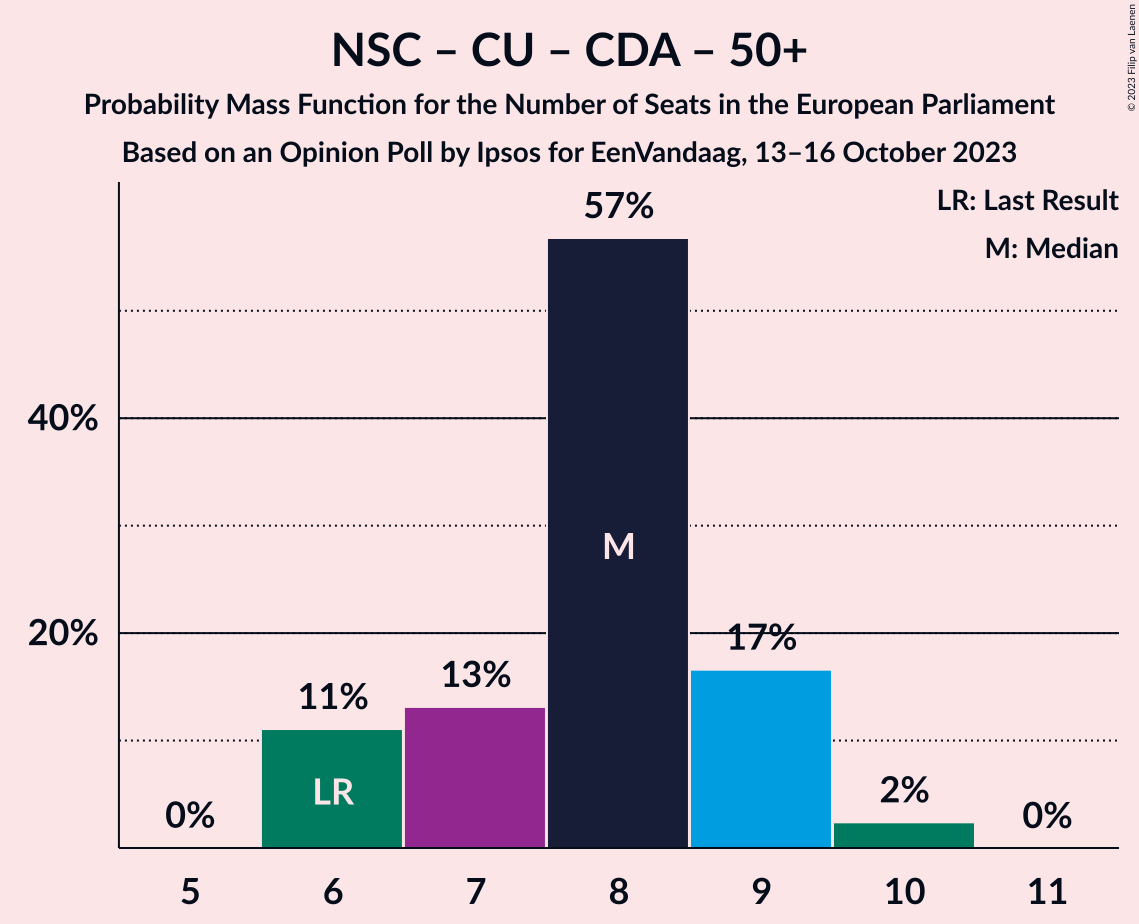 NSC – CU – CDA – 50+
Probability Mass Function for the Number of Seats in the European Parliament
Based on an Opinion Poll by Ipsos for EenVandaag, 13–16 October 2023
© 2023 Filip van Laenen
LR: Last Result
M: Median
57%
40%
M
20%
17%
13%
11%
LR
2%
0%
0%
5 6 7 8 9 10 11